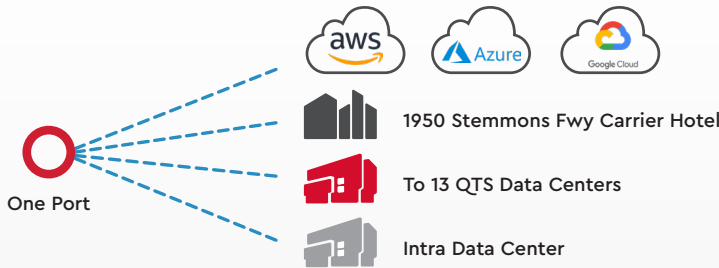 aws
Azure
Google Cloud
1950 Stemmons Fwy Carrier Hotel
To 13 QTS Data Centers
One Port
Intra Data Center